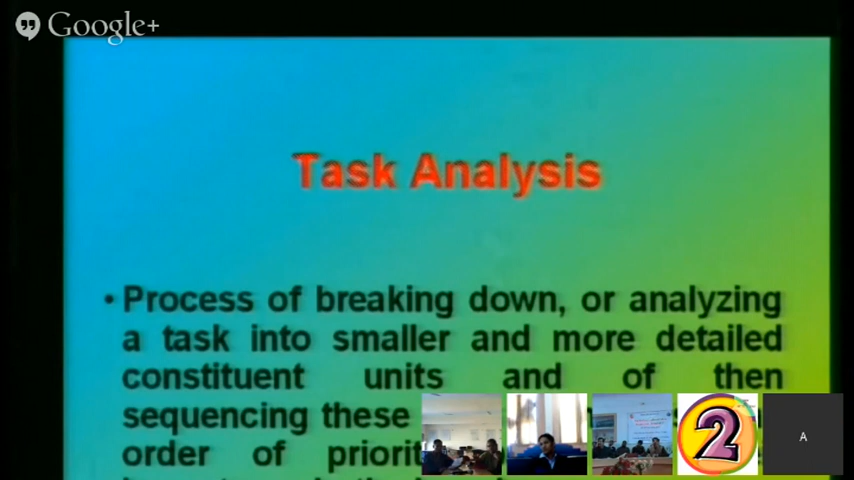 Google+
Task Analysis
• Process of breaking down, or analyzing
a task into smaller and more detailed
constituent units and of then
sequencing these
order of
2
A